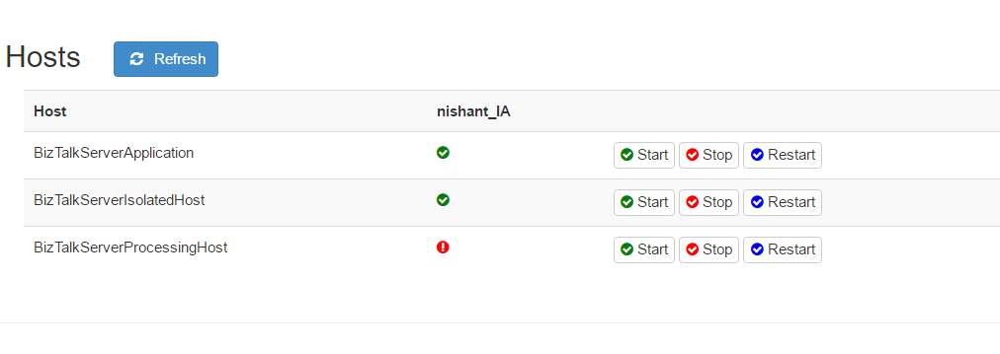 Hosts Refresh
Host nishant_IA
BizTalkServerApplication Start Stop Restart
BizTalkServerIsolatedHost Start Stop Restart
BizTalkServerProcessingHost Start Stop Restart